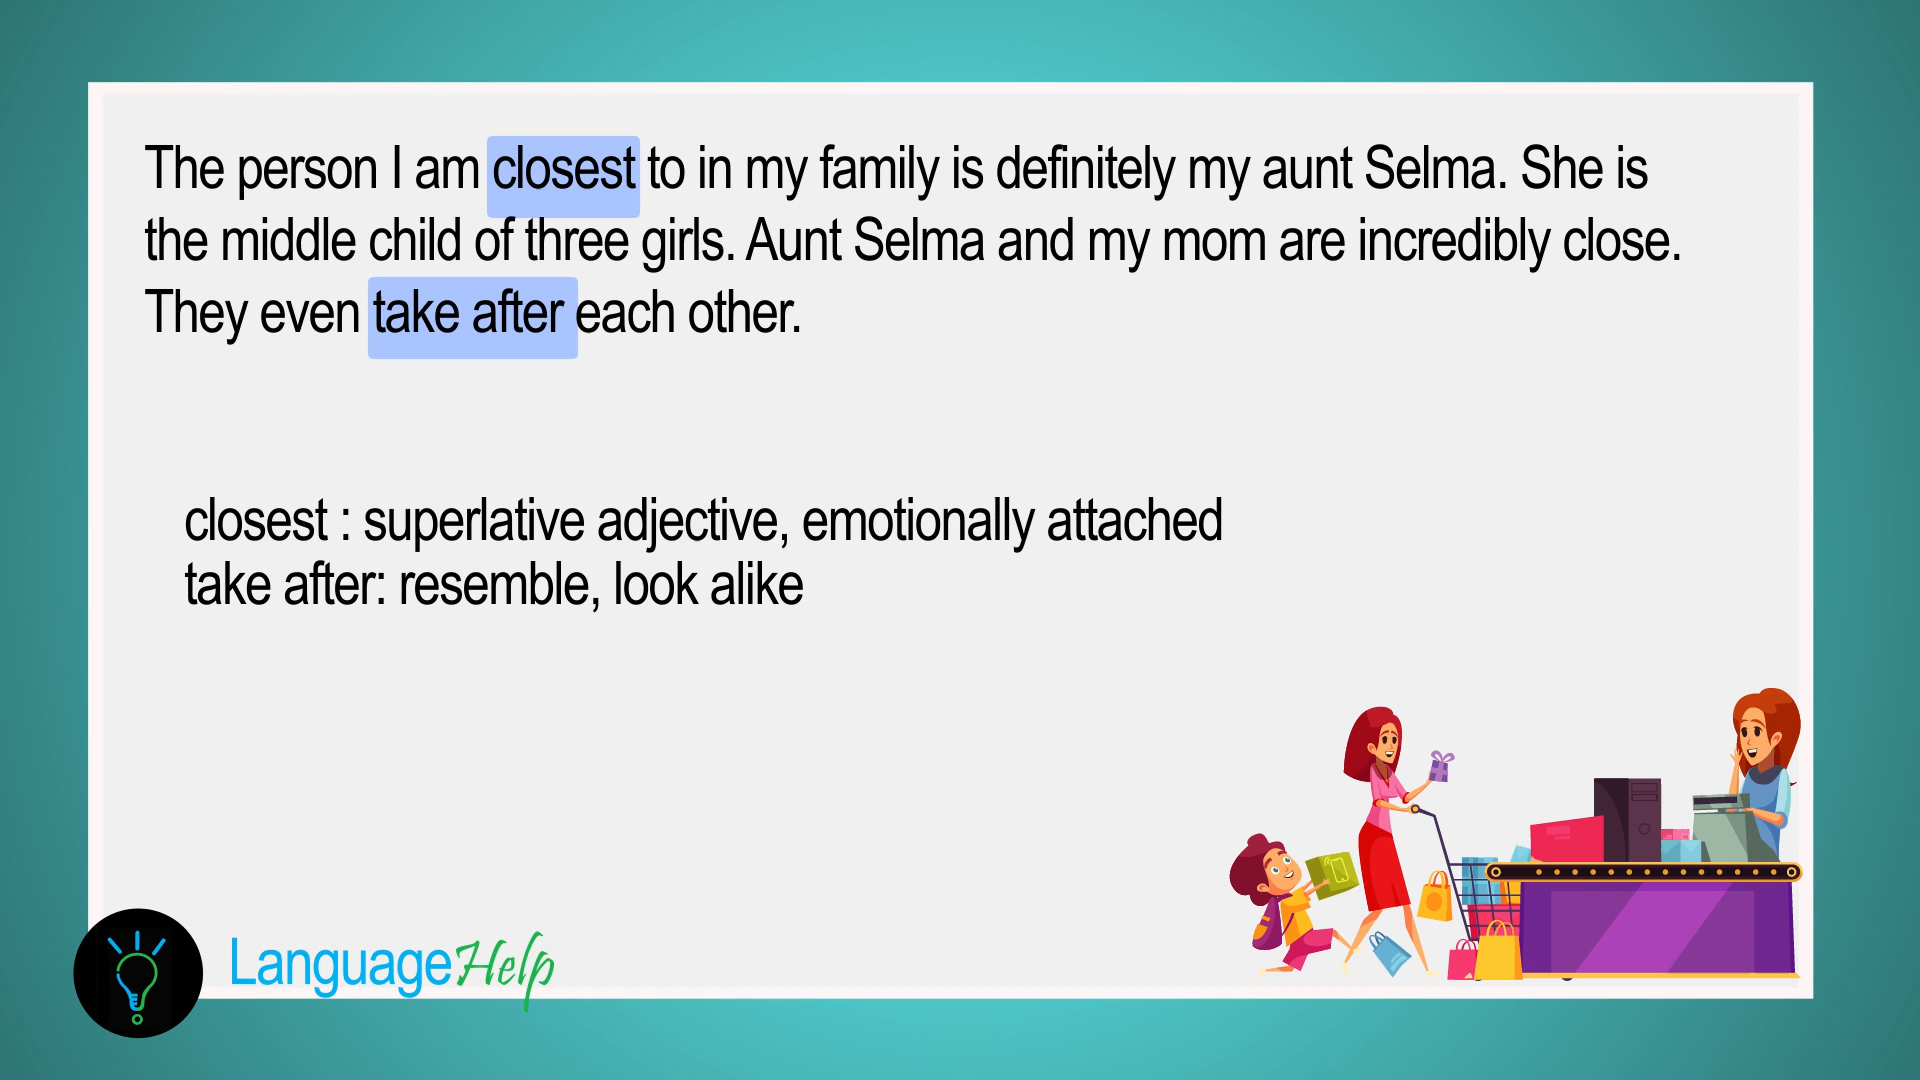 The person I am closest to in my family is definitely my aunt Selma. She is
the middle child of three girls. Aunt Selma and my mom are incredibly close.
They even take after each other.
closest : superlative adjective, emotionally attached
take after: resemble, look alike
LanguageHelp